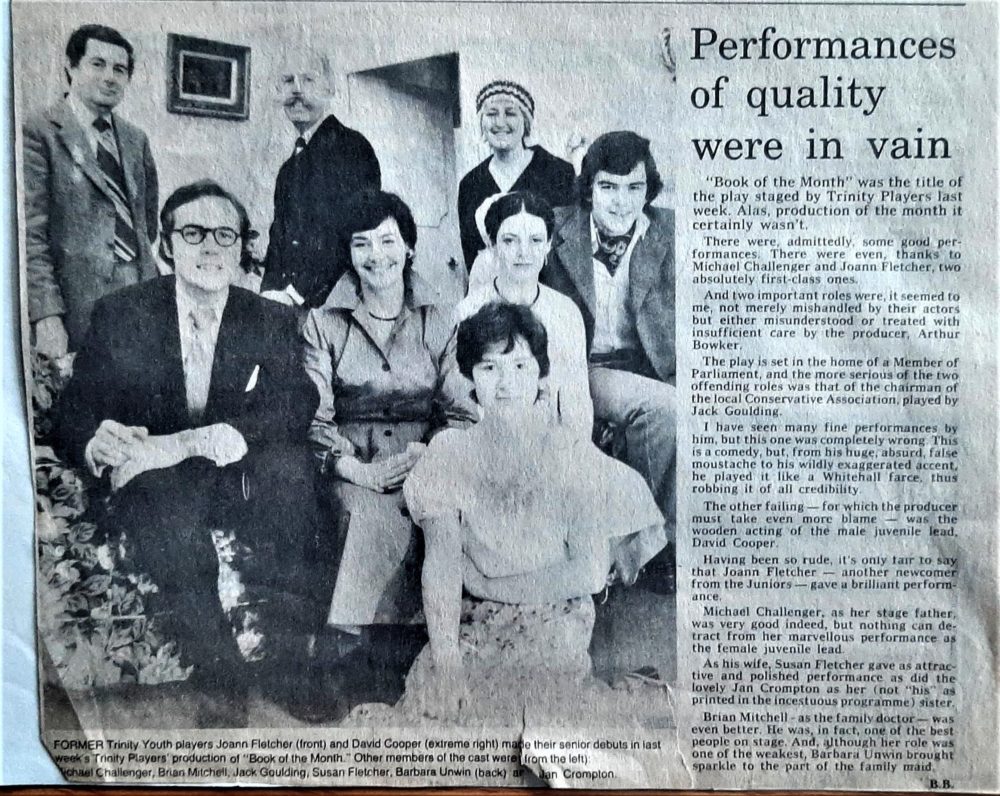 Performances
of quality
were in vain
"Book of the Month" was the title of
the play staged by Trinity Players last
week. Alas, production of the month it
certainly wasn't.
There were, admittedly, some good per-
formances. There were even, thanks to
Michael Challenger and Joann Fletcher, two
absolutely first-class ones.
And two important roles were, it seemed to
me, not merely mishandled by their actors
but either misunderstood or treated with
insufficient care by the producer, Arthur
Bowker.
The play is set in the home of a Member of
Parliament, and the more serious of the two
offending roles was that of the chairman of
the local Conservative Association, played by
Jack Goulding.
I have seen many fine performances by
him, but this one was completely wrong. This
is a comedy, but, from his huge, absurd, false
moustache to his wildly exaggerated accent,
he played it like a Whitehall farce, thus
robbing it of all credibility.
The other failing — for which the producer
must take even more blame — was the
wooden acting of the male juvenile lead,
David Cooper.
Having been so rude, it's only fair to say
that Joann Fletcher — another newcomer
from the Juniors — gave a brilliant perform-
ance.
Michael Challenger, as her stage father,
was very good indeed, but nothing can de-
tract from her marvellous performance as
the female juvenile lead.
As his wife, Susan Fletcher gave as attrac-
tive and polished performance as did the
lovely Jan Crompton as her (not "his" as
printed in the incestuous programme) sister.
Brian Mitchell - as the family doctor — was
even better. He was, in fact, one of the best
people on stage. And, although her role was
one of the weakest, Barbara Unwin brought
sparkle to the part of the family maid.
B.B.
FORMER Trinity Youth players Joann Fletcher (front) and David Cooper (extreme right) made their senior debuts in last
week's Trinity Players' production of "Book of the Month." Other members of the cast were (from the left):
Michael Challenger, Brian Mitchell, Jack Goulding, Susan Fletcher, Barbara Unwin (back) Jan Crompton.